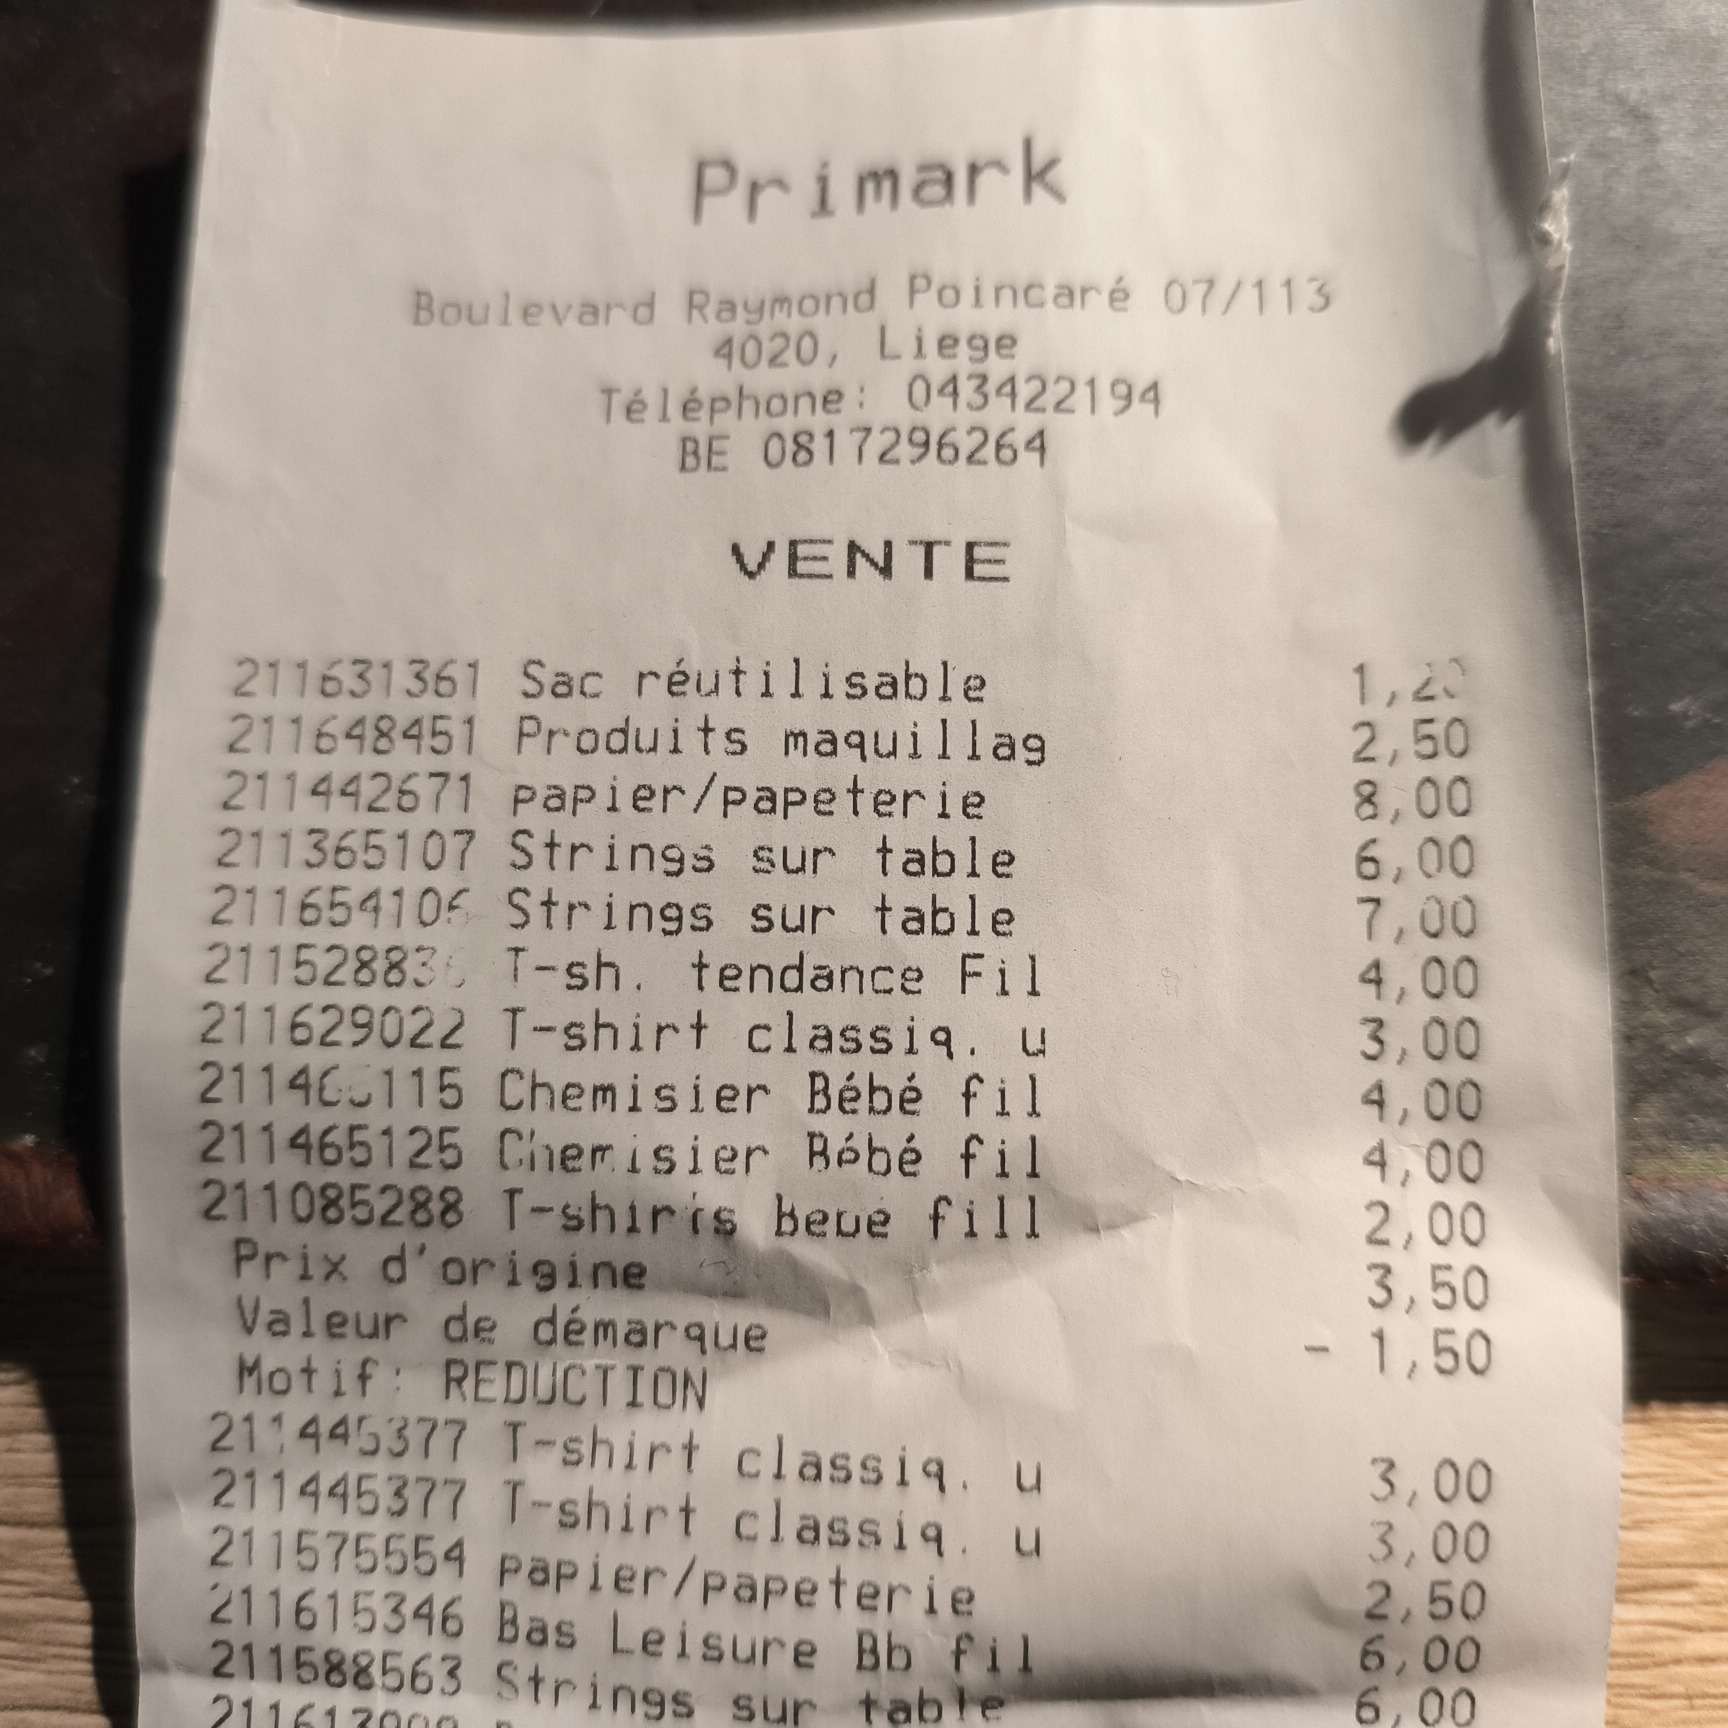 Primark
Boulevard Raymond Poincaré 07/113
4020, Liege
Téléphone: 043422194
BE 0817296264
VENTE
211631361 Sac réutilisable
211648451 Produits maquillag 2,50
211442671 papier/papeterie 8,00
211365107 Strings sur table 6,00
211654106 Strings sur table 7,00
T-sh. tendance Fil 4,00
211629022 T-shirt classiq. u 3,00
Chemisier Bébé fil 4,00
211465125 Chemisier Bébé fil 4,00
211085288 T-shirts bébé fill 2,00
Prix d'origine 3,50
Valeur de démarque - 1,50
Motif: REDUCTION
211445377 T-shirt classiq. u 3,00
211445377 T-shirt classiq. u 3,00
211575554 papier/papeterie 2,50
211615346 Bas Leisure Bb fil 6,00
211588563 Strings sur table 6,00